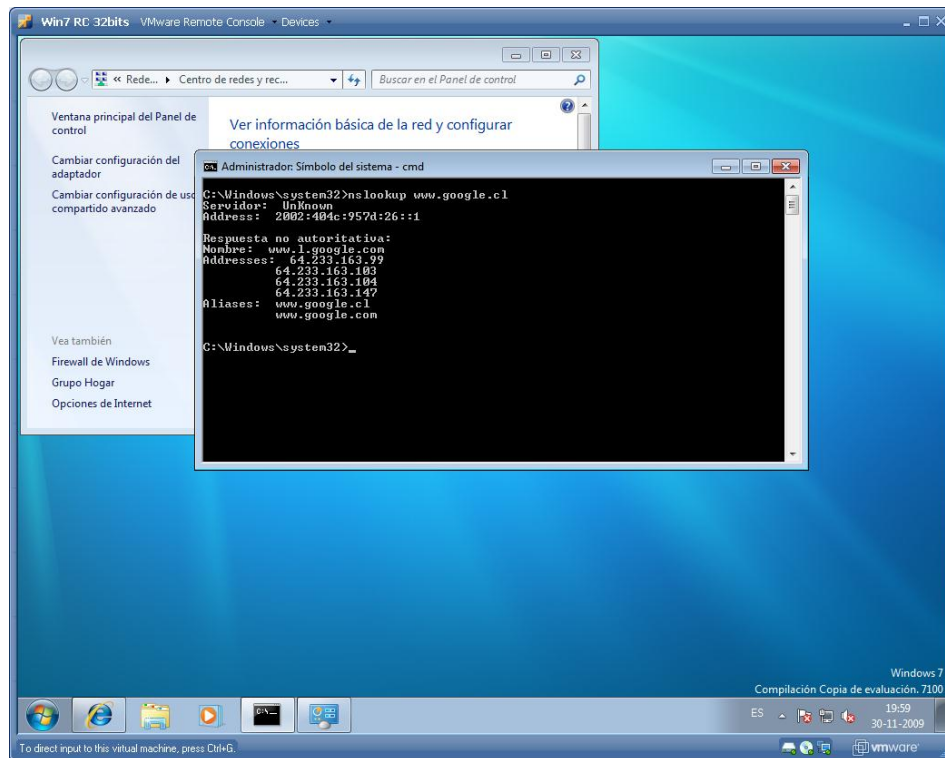 Win7 RC 32bits VMware Remote Console Devices
« Rede... Centro de redes y rec...
Buscar en el Panel de control
Ventana principal del Panel de
control
Cambiar configuración del
adaptador
Cambiar configuración de uso
compartido avanzado
Ver información básica de la red y configurar
conexiones
Administrador: Símbolo del sistema - cmd
C:\Windows\system32>nslookup www.google.cl
Servidor: UnKnown
Address: 2002:404c:957d:26::1
Respuesta no autoritativa:
Nombre: www.l.google.com
Addresses: 64.233.163.99
64.233.163.103
64.233.163.104
64.233.163.147
Aliases: www.google.cl
www.google.com
C:\Windows\system32>_
Vea también
Firewall de Windows
Grupo Hogar
Opciones de Internet
Windows 7
Compilación Copia de evaluación. 7100
ES
19:59
30-11-2009
To direct input to this virtual machine, press Ctrl+G.
vmware